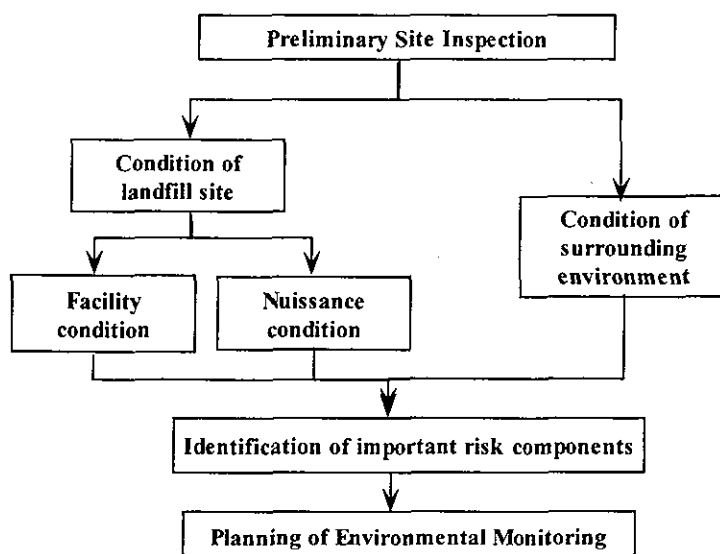 Preliminary Site Inspection
Condition of
landfill site
Condition of
surrounding
environment
Facility
condition
Nuissance
condition
Identification of important risk components
Planning of Environmental Monitoring